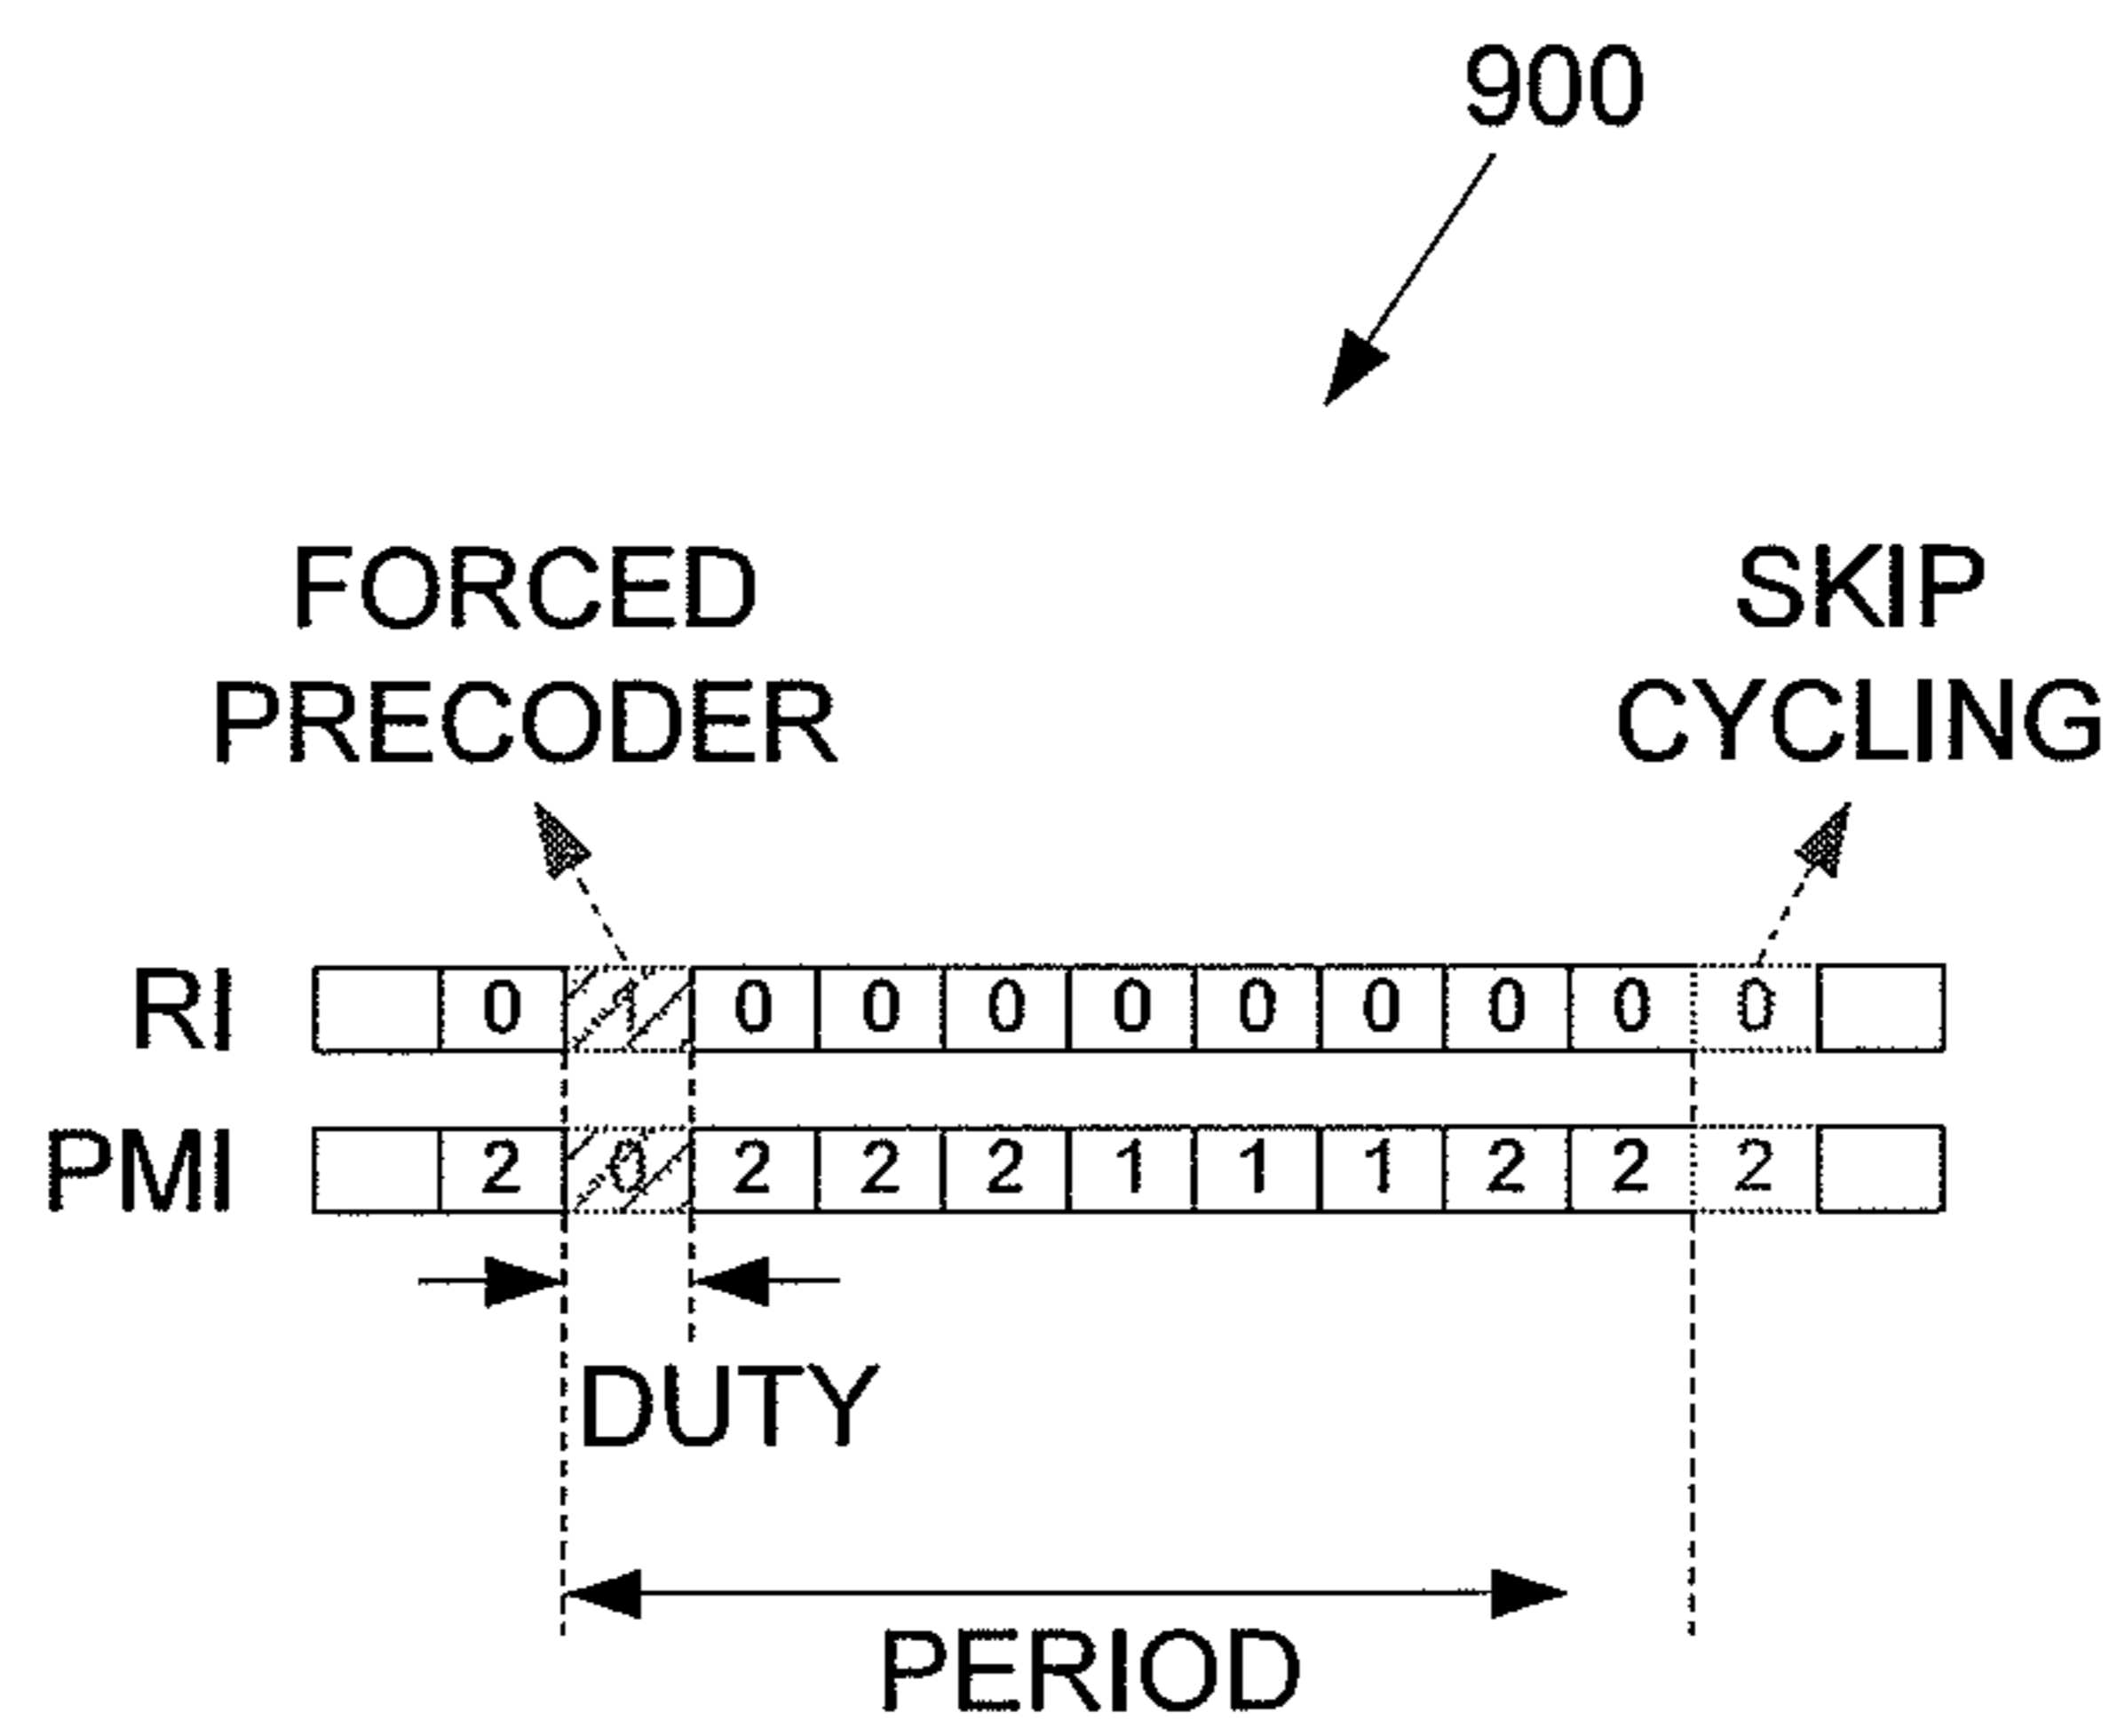 900
FORCED
PRECODER
SKIP
CYCLING
RI 0 1 0 0 0 0 0 0 0 0 0
PMI 2 0 2 2 2 1 1 1 2 2 2
DUTY
PERIOD